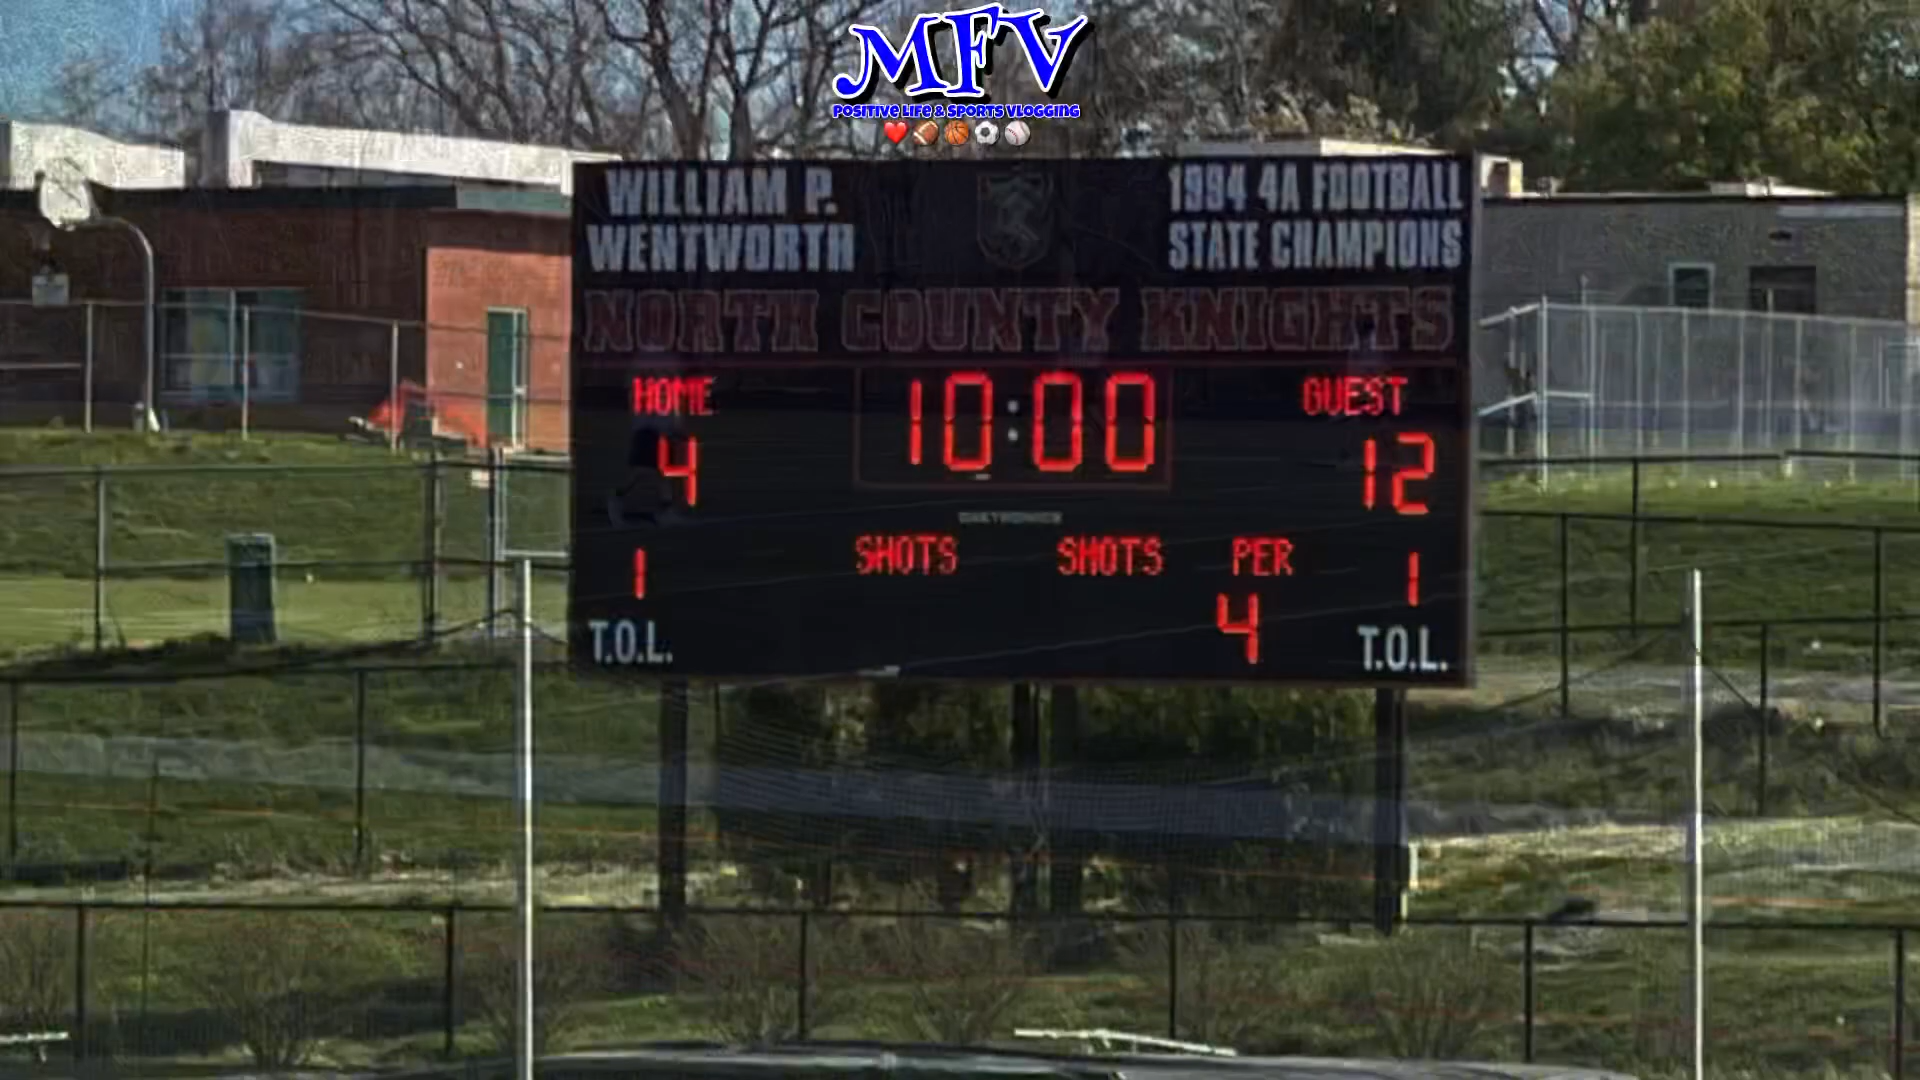 MFV
POSITIVE LIFE & SPORTS VLOGGING
WILLIAM P.
WENTWORTH
1994 4A FOOTBALL
STATE CHAMPIONS
NORTH COUNTY KNIGHTS
HOME
10:00
GUEST
4
12
DAKTRONICS
SHOTS
SHOTS
PER
1
1
4
T.O.L.
T.O.L.